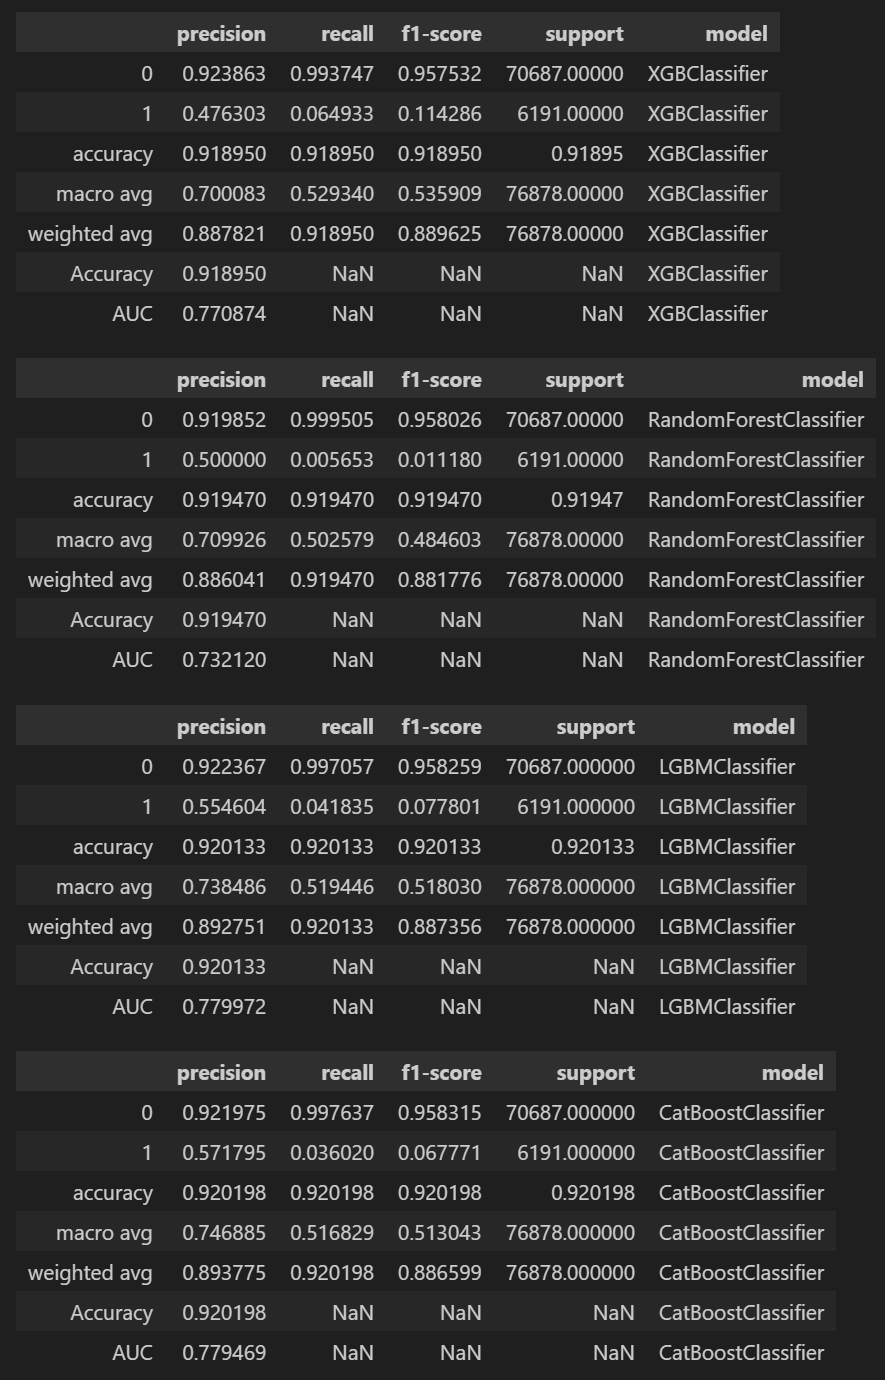 precision recall f1-score support model
0 0.923863 0.993747 0.957532 70687.00000 XGBClassifier
1 0.476303 0.064933 0.114286 6191.00000 XGBClassifier
accuracy 0.918950 0.918950 0.918950 0.91895 XGBClassifier
macro avg 0.700083 0.529340 0.535909 76878.00000 XGBClassifier
weighted avg 0.887821 0.918950 0.889625 76878.00000 XGBClassifier
Accuracy 0.918950 NaN NaN NaN XGBClassifier
AUC 0.770874 NaN NaN NaN XGBClassifier
precision recall f1-score support model
0 0.919852 0.999505 0.958026 70687.00000 RandomForestClassifier
1 0.500000 0.005653 0.011180 6191.00000 RandomForestClassifier
accuracy 0.919470 0.919470 0.919470 0.91947 RandomForestClassifier
macro avg 0.709926 0.502579 0.484603 76878.00000 RandomForestClassifier
weighted avg 0.886041 0.919470 0.881776 76878.00000 RandomForestClassifier
Accuracy 0.919470 NaN NaN NaN RandomForestClassifier
AUC 0.732120 NaN NaN NaN RandomForestClassifier
precision recall f1-score support model
0 0.922367 0.997057 0.958259 70687.000000 LGBMClassifier
1 0.554604 0.041835 0.077801 6191.000000 LGBMClassifier
accuracy 0.920133 0.920133 0.920133 0.920133 LGBMClassifier
macro avg 0.738486 0.519446 0.518030 76878.000000 LGBMClassifier
weighted avg 0.892751 0.920133 0.887356 76878.000000 LGBMClassifier
Accuracy 0.920133 NaN NaN NaN LGBMClassifier
AUC 0.779972 NaN NaN NaN LGBMClassifier
precision recall f1-score support model
0 0.921975 0.997637 0.958315 70687.000000 CatBoostClassifier
1 0.571795 0.036020 0.067771 6191.000000 CatBoostClassifier
accuracy 0.920198 0.920198 0.920198 0.920198 CatBoostClassifier
macro avg 0.746885 0.516829 0.513043 76878.000000 CatBoostClassifier
weighted avg 0.893775 0.920198 0.886599 76878.000000 CatBoostClassifier
Accuracy 0.920198 NaN NaN NaN CatBoostClassifier
AUC 0.779469 NaN NaN NaN CatBoostClassifier